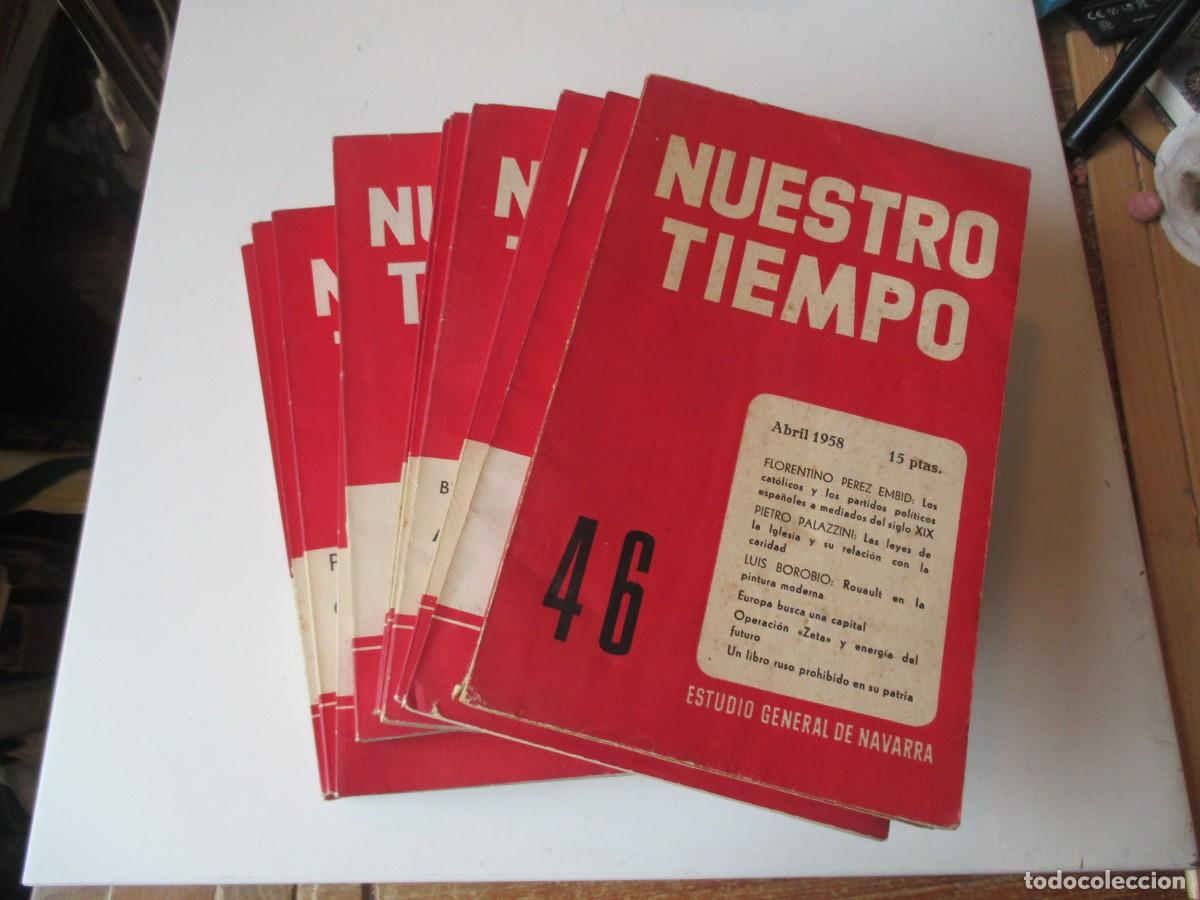 NUESTRO
TIEMPO
Abril 1958 15 ptas.
FLORENTINO PEREZ EMBID: Los
católicos y los partidos políticos
españoles a mediados del siglo XIX
PIETRO PALAZZINI: Las leyes de
la Iglesia y su relación con la
caridad
LUIS BOROBIO: Rouault en la
pintura moderna
Europa busca una capital
Operación «Zeta» y energía del
futuro
Un libro ruso prohibido en su patria
46
ESTUDIO GENERAL DE NAVARRA
todocoleccion